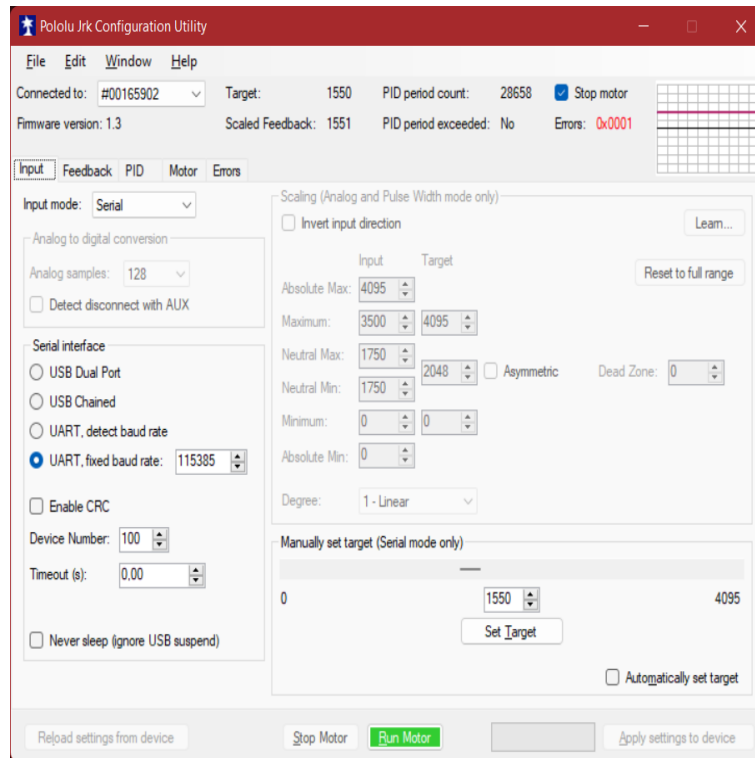 Pololu Jrk Configuration Utility
File Edit Window Help
Connected to: #00165902 Target: 1550 PID period count: 28658 Stop motor
Firmware version: 1.3 Scaled Feedback: 1551 PID period exceeded: No Errors: 0x0001
Input Feedback PID Motor Errors
Input mode: Serial
Analog to digital conversion
Analog samples: 128
Detect disconnect with AUX
Serial interface
USB Dual Port
USB Chained
UART, detect baud rate
UART, fixed baud rate: 115385
Enable CRC
Device Number: 100
Timeout (s): 0,00
Never sleep (ignore USB suspend)
Scaling (Analog and Pulse Width mode only)
Invert input direction Learn...
Input Target Reset to full range
Absolute Max: 4095
Maximum: 3500 4095
Neutral Max: 1750
2048 Asymmetric Dead Zone: 0
Neutral Min: 1750
Minimum: 0 0
Absolute Min: 0
Degree: 1 - Linear
Manually set target (Serial mode only)
0 1550 4095
Set Target
Automatically set target
Reload settings from device Stop Motor Run Motor Apply settings to device